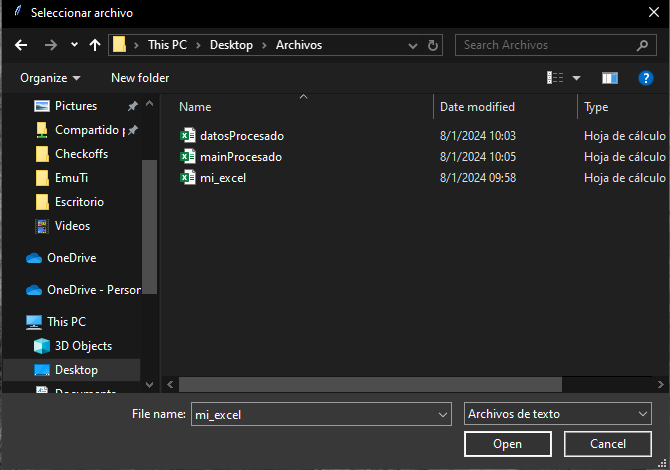 Seleccionar archivo
This PC > Desktop > Archivos
Search Archivos
Organize
New folder
Name
Date modified
Type
Pictures
Compartido p
Checkoffs
EmuTi
Escritorio
Videos
OneDrive
OneDrive - Person
This PC
3D Objects
Desktop
Documents
datosProcesado 8/1/2024 10:03 Hoja de cálculo
mainProcesado 8/1/2024 10:05 Hoja de cálculo
mi_excel 8/1/2024 09:58 Hoja de cálculo
File name: mi_excel
Archivos de texto
Open
Cancel